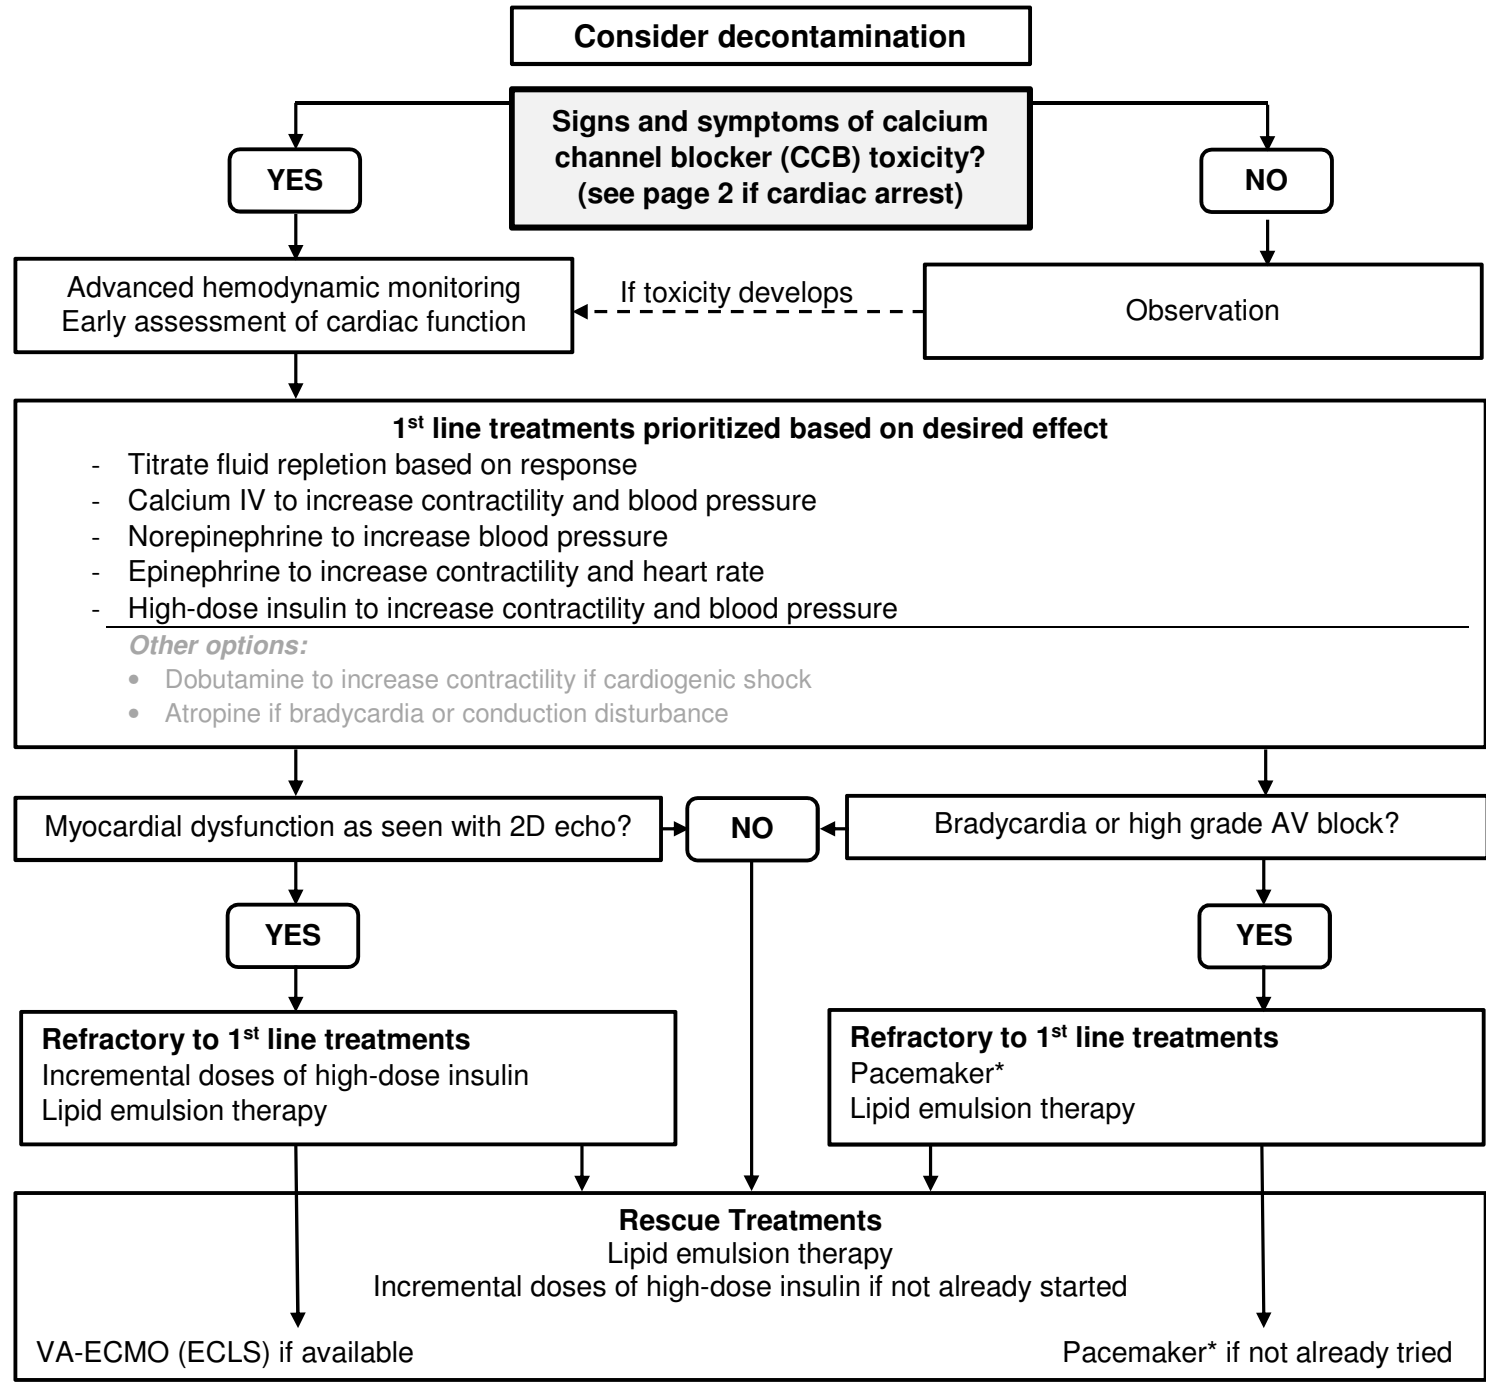 Consider decontamination
Signs and symptoms of calcium
channel blocker (CCB) toxicity?
(see page 2 if cardiac arrest)
YES
NO
Advanced hemodynamic monitoring
Early assessment of cardiac function
If toxicity develops
Observation
1st line treatments prioritized based on desired effect
- Titrate fluid repletion based on response
- Calcium IV to increase contractility and blood pressure
- Norepinephrine to increase blood pressure
- Epinephrine to increase contractility and heart rate
- High-dose insulin to increase contractility and blood pressure
Other options:
• Dobutamine to increase contractility if cardiogenic shock
• Atropine if bradycardia or conduction disturbance
Myocardial dysfunction as seen with 2D echo?
NO
Bradycardia or high grade AV block?
YES
YES
Refractory to 1st line treatments
Incremental doses of high-dose insulin
Lipid emulsion therapy
Refractory to 1st line treatments
Pacemaker*
Lipid emulsion therapy
Rescue Treatments
Lipid emulsion therapy
Incremental doses of high-dose insulin if not already started
VA-ECMO (ECLS) if available
Pacemaker* if not already tried